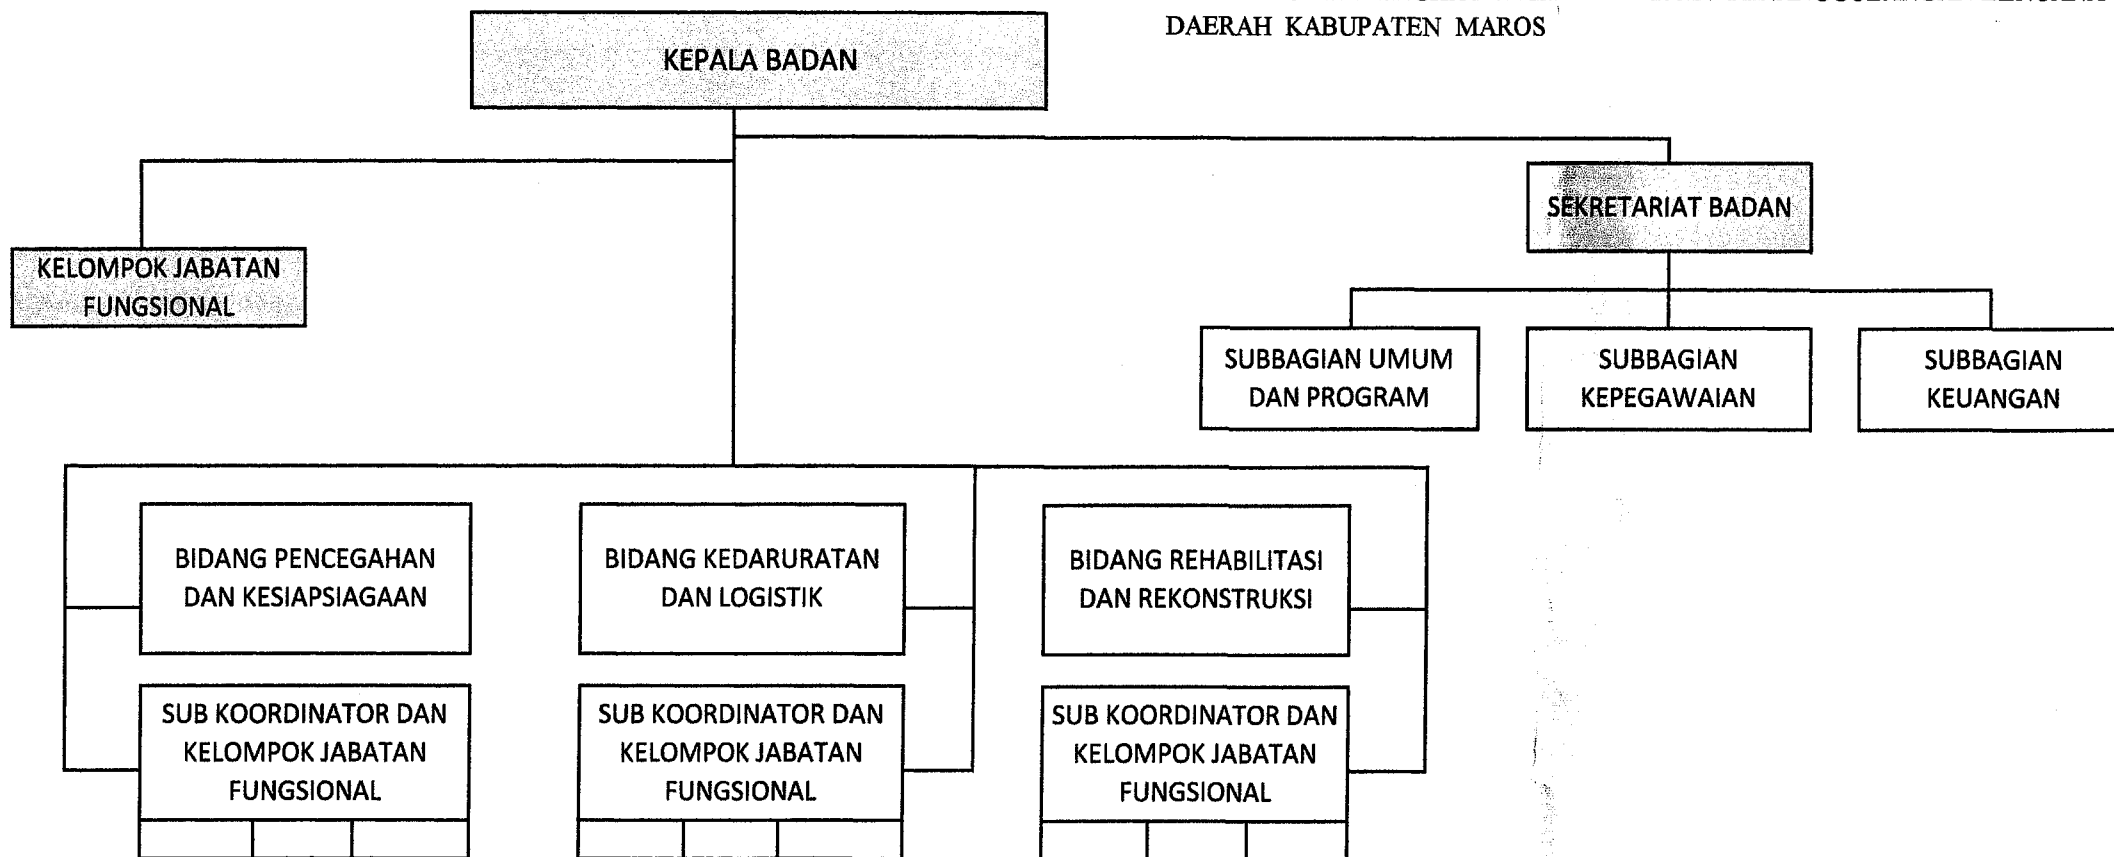 DAERAH KABUPATEN MAROS
KEPALA BADAN
SEKRETARIAT BADAN
KELOMPOK JABATAN
FUNGSIONAL
SUBBAGIAN UMUM
DAN PROGRAM
SUBBAGIAN
KEPEGAWAIAN
SUBBAGIAN
KEUANGAN
BIDANG PENCEGAHAN
DAN KESIAPSIAGAAN
BIDANG KEDARURATAN
DAN LOGISTIK
BIDANG REHABILITASI
DAN REKONSTRUKSI
SUB KOORDINATOR DAN
KELOMPOK JABATAN
FUNGSIONAL
SUB KOORDINATOR DAN
KELOMPOK JABATAN
FUNGSIONAL
SUB KOORDINATOR DAN
KELOMPOK JABATAN
FUNGSIONAL